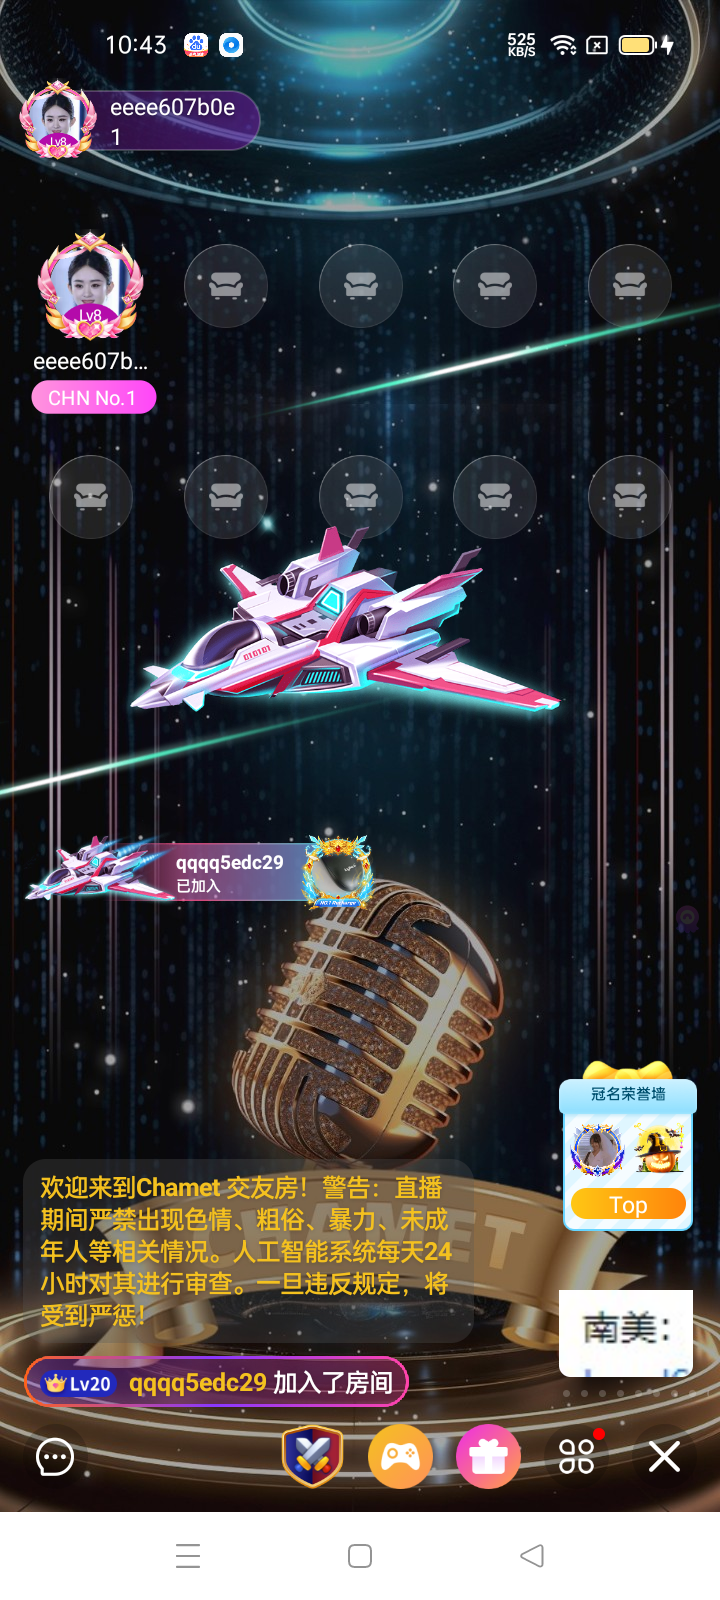 10:43
525
KB/S
eeee607b0e
1
Lv8
Lv8
eeee607b...
CHN No.1
qqqq5edc29
已加入
NO.1 Recharge
冠名荣誉墙
Top
欢迎来到Chamet 交友房！警告：直播
期间严禁出现色情、粗俗、暴力、未成
年人等相关情况。人工智能系统每天24
小时对其进行审查。一旦违反规定，将
受到严惩！
CHAMET
南美：
Lv20 qqqq5edc29 加入了房间